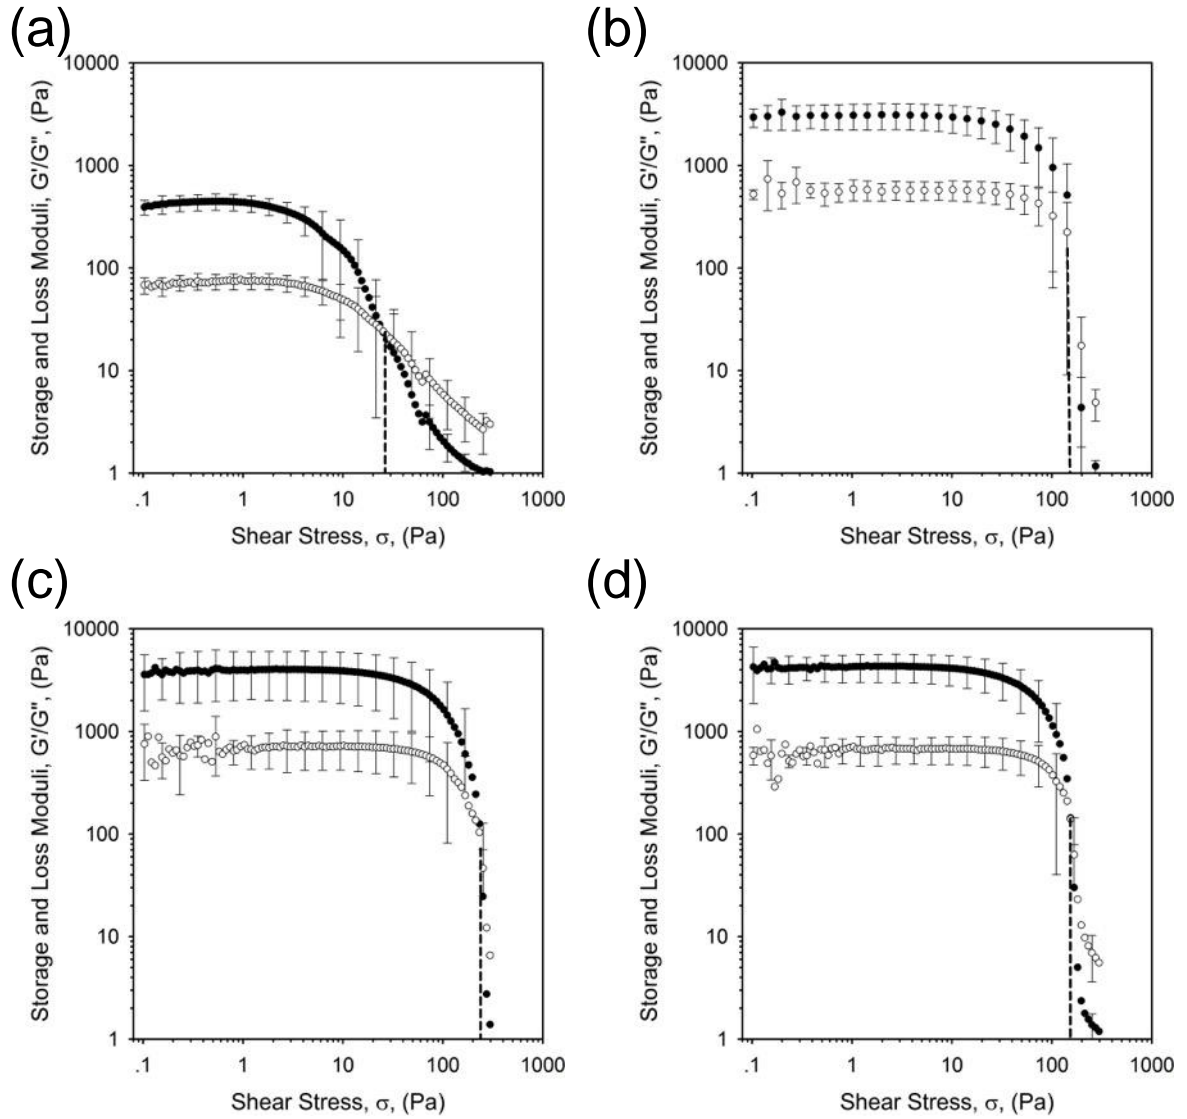 (a)
Storage and Loss Moduli, G'/G", (Pa)
10000
1000
100
10
1
.1 1 10 100 1000
Shear Stress, σ, (Pa)
(b)
Storage and Loss Moduli, G'/G", (Pa)
10000
1000
100
10
1
.1 1 10 100 1000
Shear Stress, σ, (Pa)
(c)
Storage and Loss Moduli, G'/G", (Pa)
10000
1000
100
10
1
.1 1 10 100 1000
Shear Stress, σ, (Pa)
(d)
Storage and Loss Moduli, G'/G", (Pa)
10000
1000
100
10
1
.1 1 10 100 1000
Shear Stress, σ, (Pa)